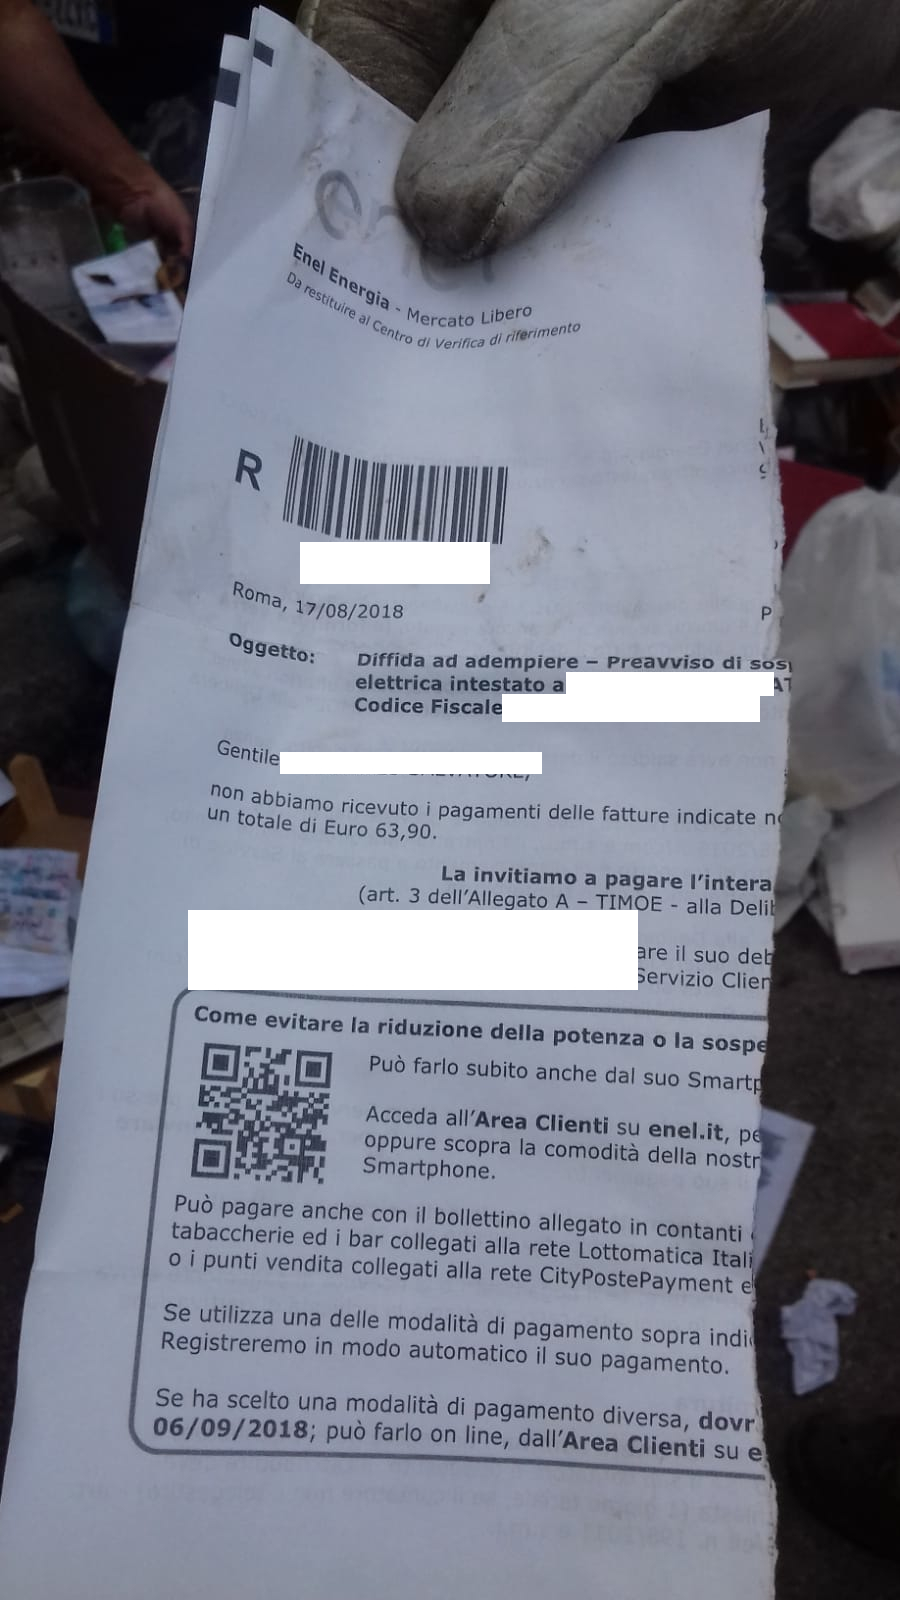 enel
Enel Energia - Mercato Libero
Da restituire al Centro di Verifica di riferimento
R
Roma, 17/08/2018
P
Oggetto: Diffida ad adempiere – Preavviso di sos
elettrica intestato a AT
Codice Fiscale
Gentile
non abbiamo ricevuto i pagamenti delle fatture indicate n
un totale di Euro 63,90.
La invitiamo a pagare l'intera
(art. 3 dell'Allegato A – TIMOE - alla Delib
are il suo deb
Servizio Clien
Come evitare la riduzione della potenza o la sospe
Può farlo subito anche dal suo Smartp
Acceda all'Area Clienti su enel.it, pe
oppure scopra la comodità della nostr
Smartphone.
Può pagare anche con il bollettino allegato in contanti
tabaccherie ed i bar collegati alla rete Lottomatica Itali
o i punti vendita collegati alla rete CityPostePayment e
Se utilizza una delle modalità di pagamento sopra indi
Registreremo in modo automatico il suo pagamento.
Se ha scelto una modalità di pagamento diversa, dovr
06/09/2018; può farlo on line, dall'Area Clienti su e